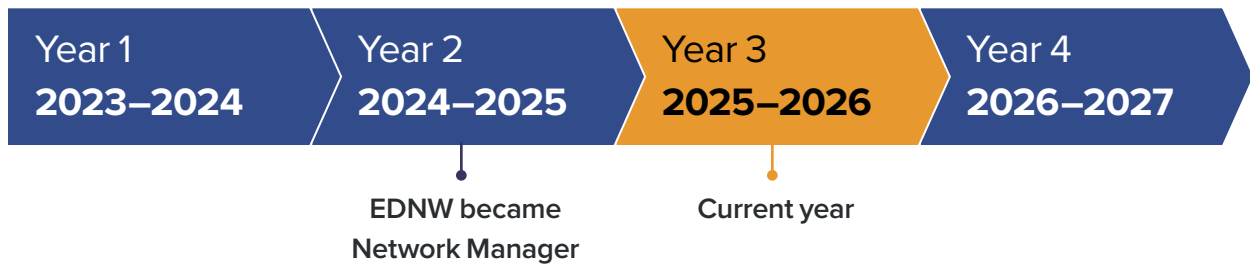 Year 1
2023–2024
Year 2
2024–2025
Year 3
2025–2026
Year 4
2026–2027
EDNW became
Network Manager
Current year